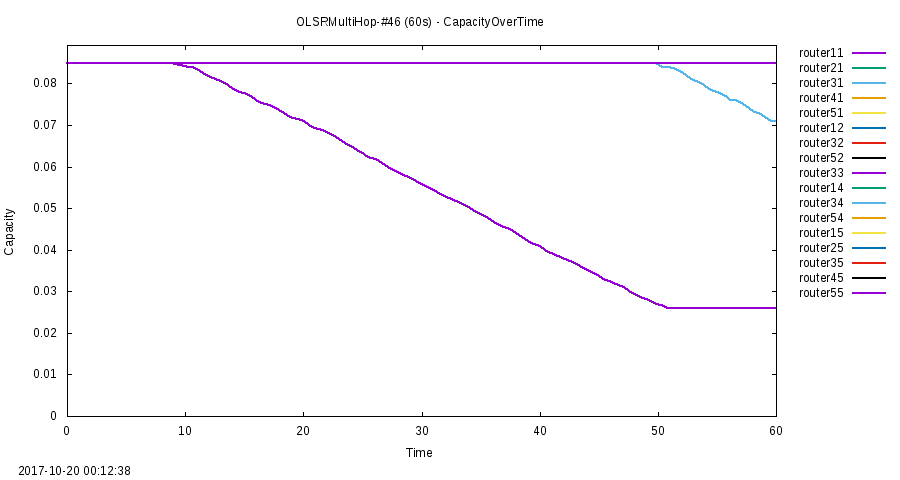 OLSRMultiHop-#46 (60s) - CapacityOverTime
router11
router21
router31
router41
router51
router12
router32
router52
router33
router14
router34
router54
router15
router25
router35
router45
router55
Capacity
0.08
0.07
0.06
0.05
0.04
0.03
0.02
0.01
0
0 10 20 30 40 50 60
Time
2017-10-20 00:12:38